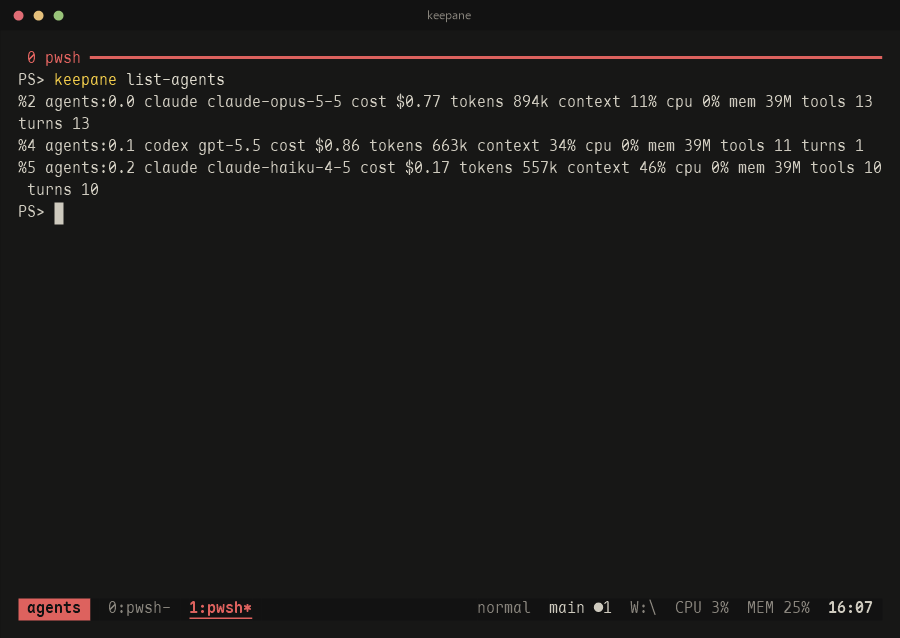 keepane
0 pwsh
PS> keepane list-agents
%2 agents:0.0 claude claude-opus-5-5 cost $0.77 tokens 894k context 11% cpu 0% mem 39M tools 13
turns 13
%4 agents:0.1 codex gpt-5.5 cost $0.86 tokens 663k context 34% cpu 0% mem 39M tools 11 turns 1
%5 agents:0.2 claude claude-haiku-4-5 cost $0.17 tokens 557k context 46% cpu 0% mem 39M tools 10
turns 10
PS>
agents 0:pwsh- 1:pwsh* normal main ●1 W:\ CPU 3% MEM 25% 16:07